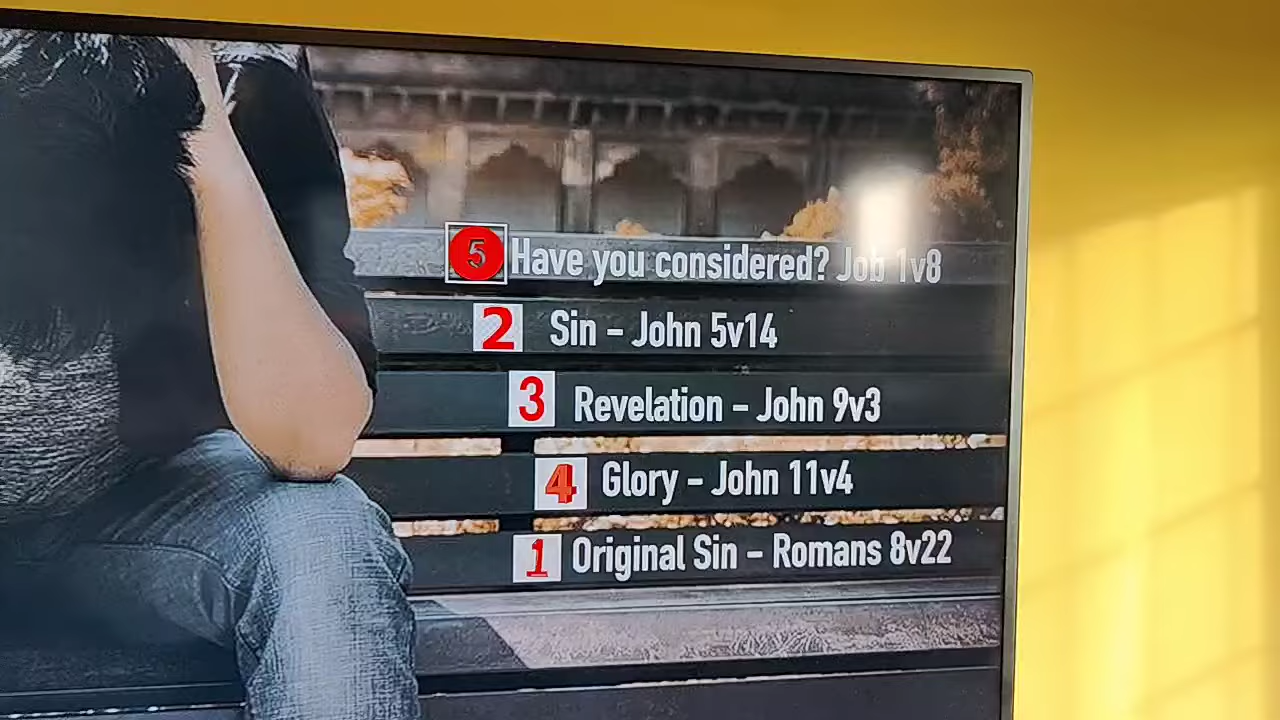 5 Have you considered? Job 1v8
2 Sin – John 5v14
3 Revelation – John 9v3
4 Glory – John 11v4
1 Original Sin – Romans 8v22